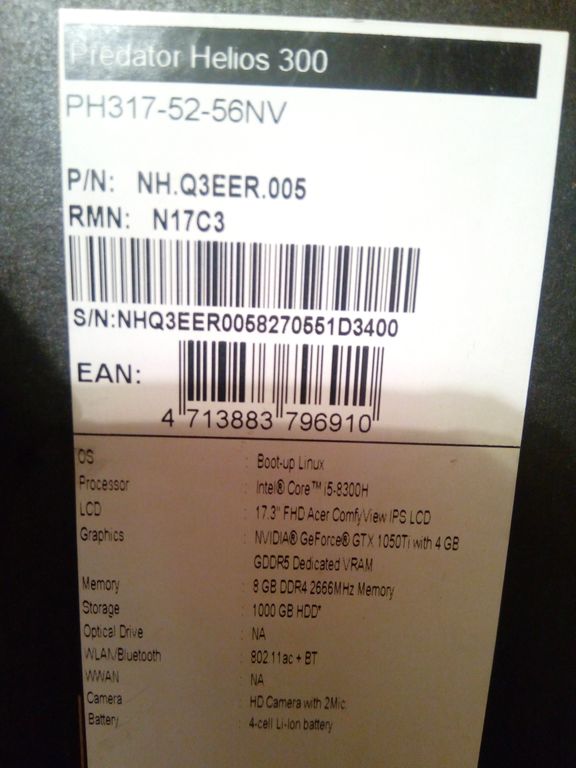 Predator Helios 300
PH317-52-56NV
P/N: NH.Q3EER.005
RMN: N17C3
S/N:NHQ3EER0058270551D3400
EAN:
4 713883 796910
OS : Boot-up Linux
Processor : Intel® Core™ i5-8300H
LCD : 17.3" FHD Acer ComfyView IPS LCD
Graphics : NVIDIA® GeForce® GTX 1050Ti with 4 GB
GDDR5 Dedicated VRAM
Memory : 8 GB DDR4 2666MHz Memory
Storage : 1000 GB HDD*
Optical Drive : NA
WLAN/Bluetooth : 802.11ac + BT
WWAN : NA
Camera : HD Camera with 2Mic
Battery : 4-cell Li-Ion battery